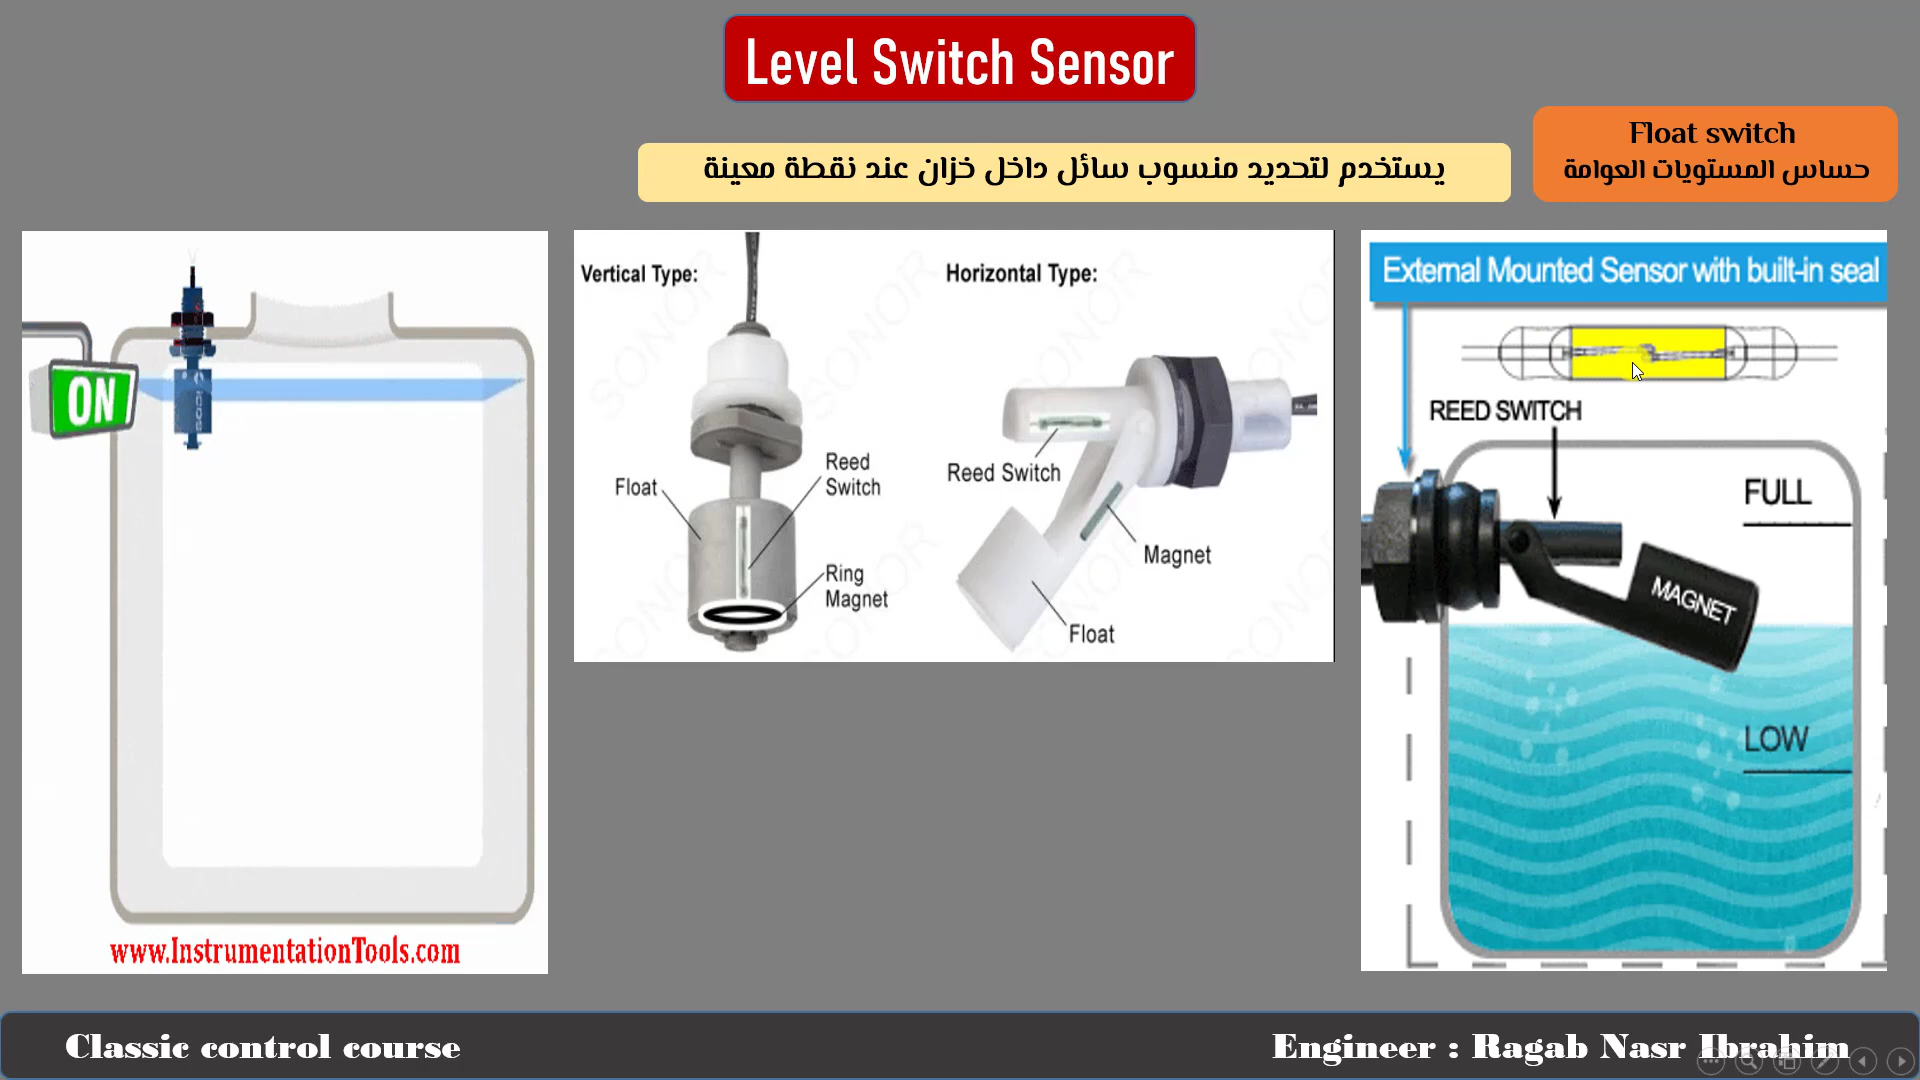 Level Switch Sensor
Float switch
حساس المستويات العوامة
يستخدم لتحديد منسوب سائل داخل خزان عند نقطة معينة
ON
www.InstrumentationTools.com
Vertical Type:
Horizontal Type:
Float
Reed
Switch
Ring
Magnet
Reed Switch
Magnet
Float
SONOR
External Mounted Sensor with built-in seal
REED SWITCH
FULL
MAGNET
LOW
Classic control course
Engineer : Ragab Nasr Ibrahim